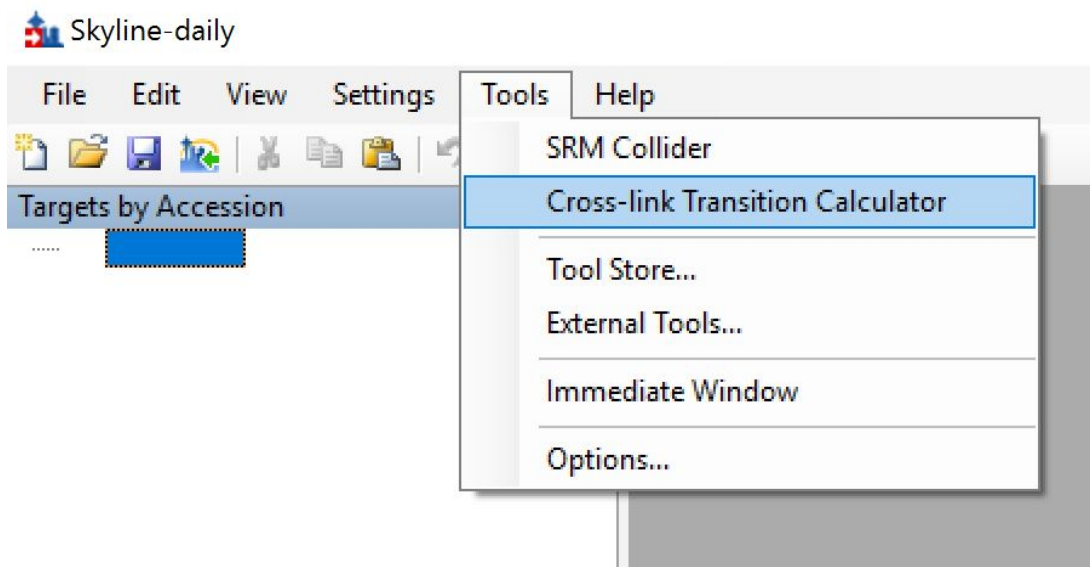 Skyline-daily
File Edit View Settings Tools Help
SRM Collider
Targets by Accession
Cross-link Transition Calculator
Tool Store...
External Tools...
Immediate Window
Options...